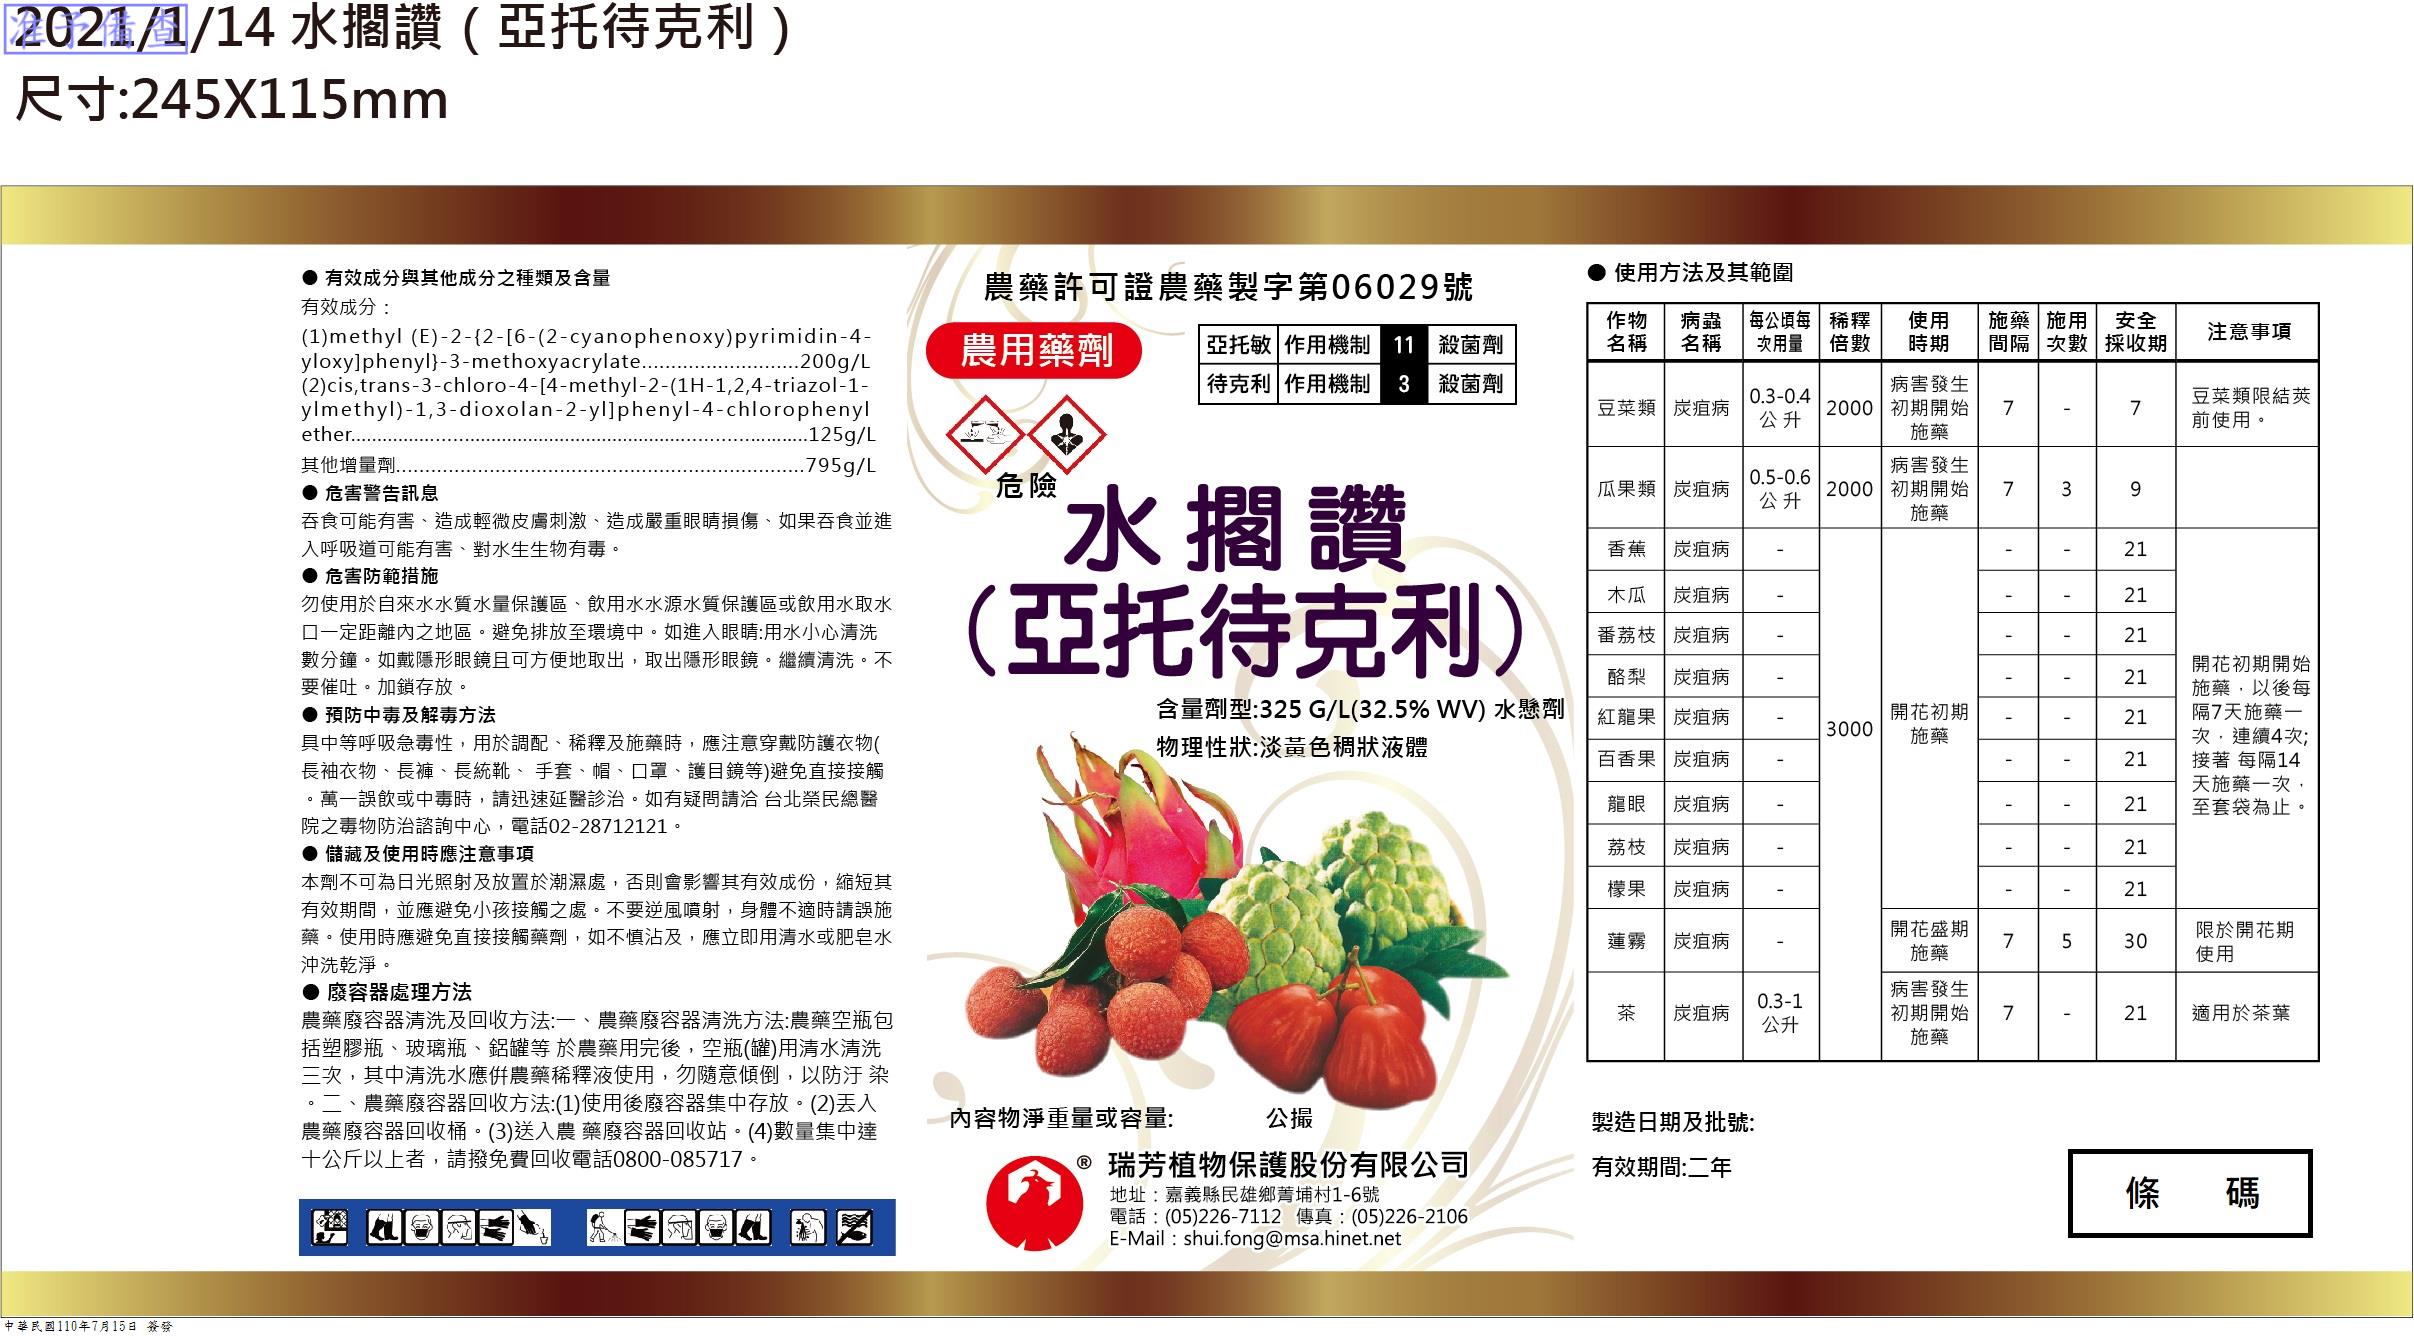 准予備查
2021/1/14 水擱讚（亞托待克利）
尺寸:245X115mm
● 有效成分與其他成分之種類及含量
有效成分：
(1)methyl (E)-2-{2-[6-(2-cyanophenoxy)pyrimidin-4-
yloxy]phenyl}-3-methoxyacrylate...........................200g/L
(2)cis,trans-3-chloro-4-[4-methyl-2-(1H-1,2,4-triazol-1-
ylmethyl)-1,3-dioxolan-2-yl]phenyl-4-chlorophenyl
ether................................................................................125g/L
其他增量劑......................................................................795g/L
● 危害警告訊息
吞食可能有害、造成輕微皮膚刺激、造成嚴重眼睛損傷、如果吞食並進
入呼吸道可能有害、對水生生物有毒。
● 危害防範措施
勿使用於自來水水質水量保護區、飲用水水源水質保護區或飲用水取水
口一定距離內之地區。避免排放至環境中。如進入眼睛:用水小心清洗
數分鐘。如戴隱形眼鏡且可方便地取出，取出隱形眼鏡。繼續清洗。不
要催吐。加鎖存放。
● 預防中毒及解毒方法
具中等呼吸急毒性，用於調配、稀釋及施藥時，應注意穿戴防護衣物(
長袖衣物、長褲、長統靴、 手套、帽、口罩、護目鏡等)避免直接接觸
。萬一誤飲或中毒時，請迅速延醫診治。如有疑問請洽 台北榮民總醫
院之毒物防治諮詢中心，電話02-28712121。
● 儲藏及使用時應注意事項
本劑不可為日光照射及放置於潮濕處，否則會影響其有效成份，縮短其
有效期間，並應避免小孩接觸之處。不要逆風噴射，身體不適時請誤施
藥。使用時應避免直接接觸藥劑，如不慎沾及，應立即用清水或肥皂水
沖洗乾淨。
● 廢容器處理方法
農藥廢容器清洗及回收方法:一、農藥廢容器清洗方法:農藥空瓶包
括塑膠瓶、玻璃瓶、鋁罐等 於農藥用完後，空瓶(罐)用清水清洗
三次，其中清洗水應併農藥稀釋液使用，勿隨意傾倒，以防汙 染
。二、農藥廢容器回收方法:(1)使用後廢容器集中存放。(2)丟入
農藥廢容器回收桶。(3)送入農 藥廢容器回收站。(4)數量集中達
十公斤以上者，請撥免費回收電話0800-085717。
農藥許可證農藥製字第06029號
農用藥劑
亞托敏 作用機制 11 殺菌劑
待克利 作用機制 3 殺菌劑
危險
水擱讚
（亞托待克利）
含量劑型:325 G/L(32.5% WV) 水懸劑
物理性狀:淡黃色稠狀液體
內容物淨重量或容量: 公撮
® 瑞芳植物保護股份有限公司
地址：嘉義縣民雄鄉菁埔村1-6號
電話：(05)226-7112 傳真：(05)226-2106
E-Mail：shui.fong@msa.hinet.net
● 使用方法及其範圍
作物名稱 病蟲名稱 每公頃每次用量 稀釋倍數 使用時期 施藥間隔 施用次數 安全採收期 注意事項
豆菜類 炭疽病 0.3-0.4公升 2000 病害發生初期開始施藥 7 - 7 豆菜類限結莢前使用。
瓜果類 炭疽病 0.5-0.6公升 2000 病害發生初期開始施藥 7 3 9
香蕉 炭疽病 - - - 21
木瓜 炭疽病 - - - 21
番荔枝 炭疽病 - - - 21
酪梨 炭疽病 - - - 21
紅龍果 炭疽病 - 3000 開花初期施藥 - - 21 開花初期開始施藥，以後每隔7天施藥一次，連續4次;接著 每隔14天施藥一次，至套袋為止。
百香果 炭疽病 - - - 21
龍眼 炭疽病 - - - 21
荔枝 炭疽病 - - - 21
檬果 炭疽病 - - - 21
蓮霧 炭疽病 - 開花盛期施藥 7 5 30 限於開花期使用
茶 炭疽病 0.3-1公升 病害發生初期開始施藥 7 - 21 適用於茶葉
製造日期及批號:
有效期間:二年
條 碼
中華民國110年7月15日 簽發